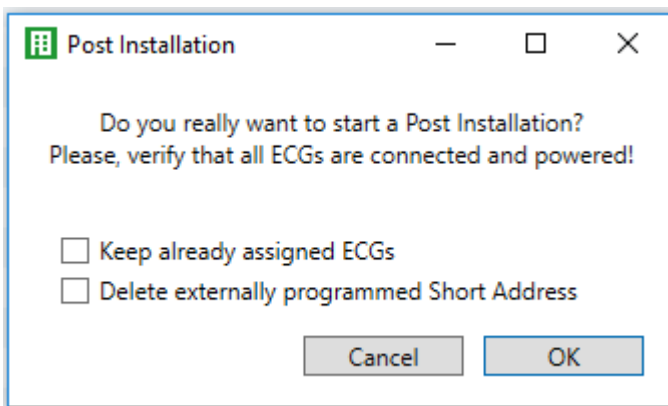 Post Installation
Do you really want to start a Post Installation?
Please, verify that all ECGs are connected and powered!
Keep already assigned ECGs
Delete externally programmed Short Address
Cancel
OK